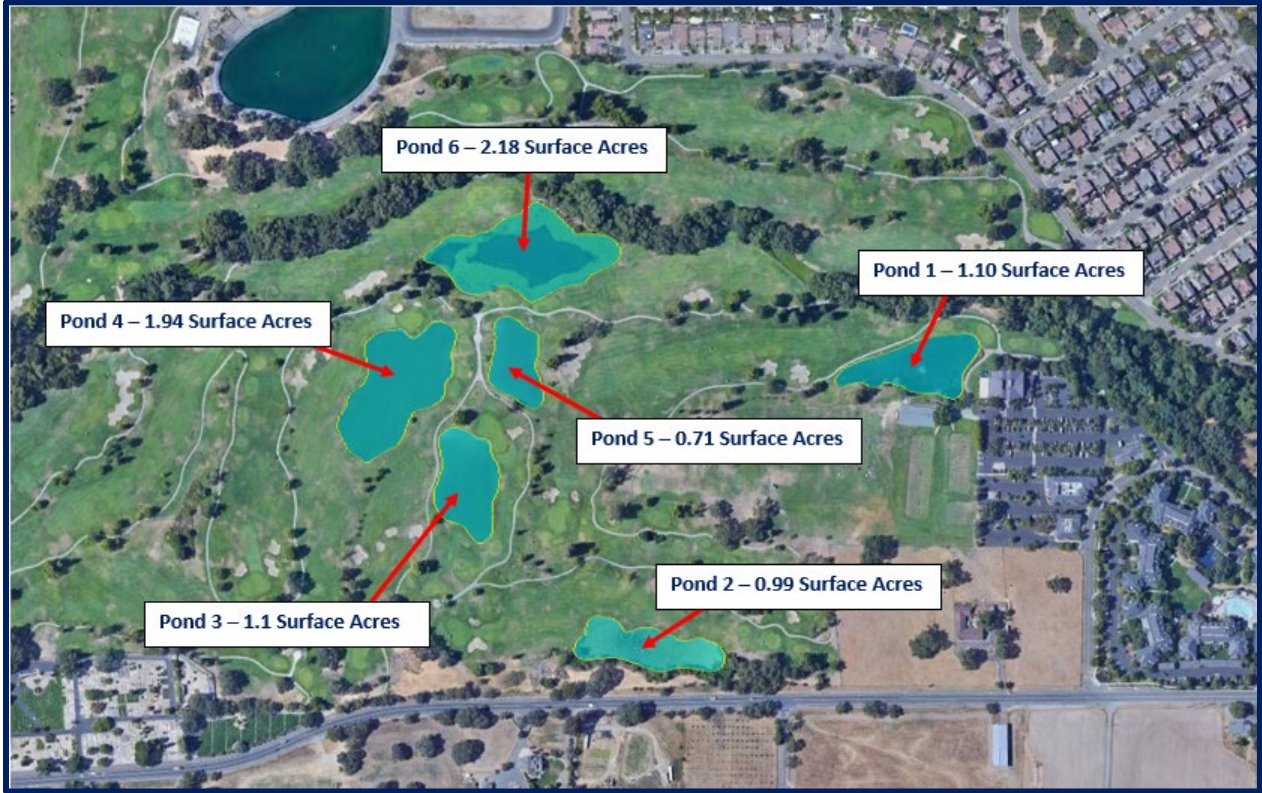 Pond 6 – 2.18 Surface Acres
Pond 1 – 1.10 Surface Acres
Pond 4 – 1.94 Surface Acres
Pond 5 – 0.71 Surface Acres
Pond 2 – 0.99 Surface Acres
Pond 3 – 1.1 Surface Acres